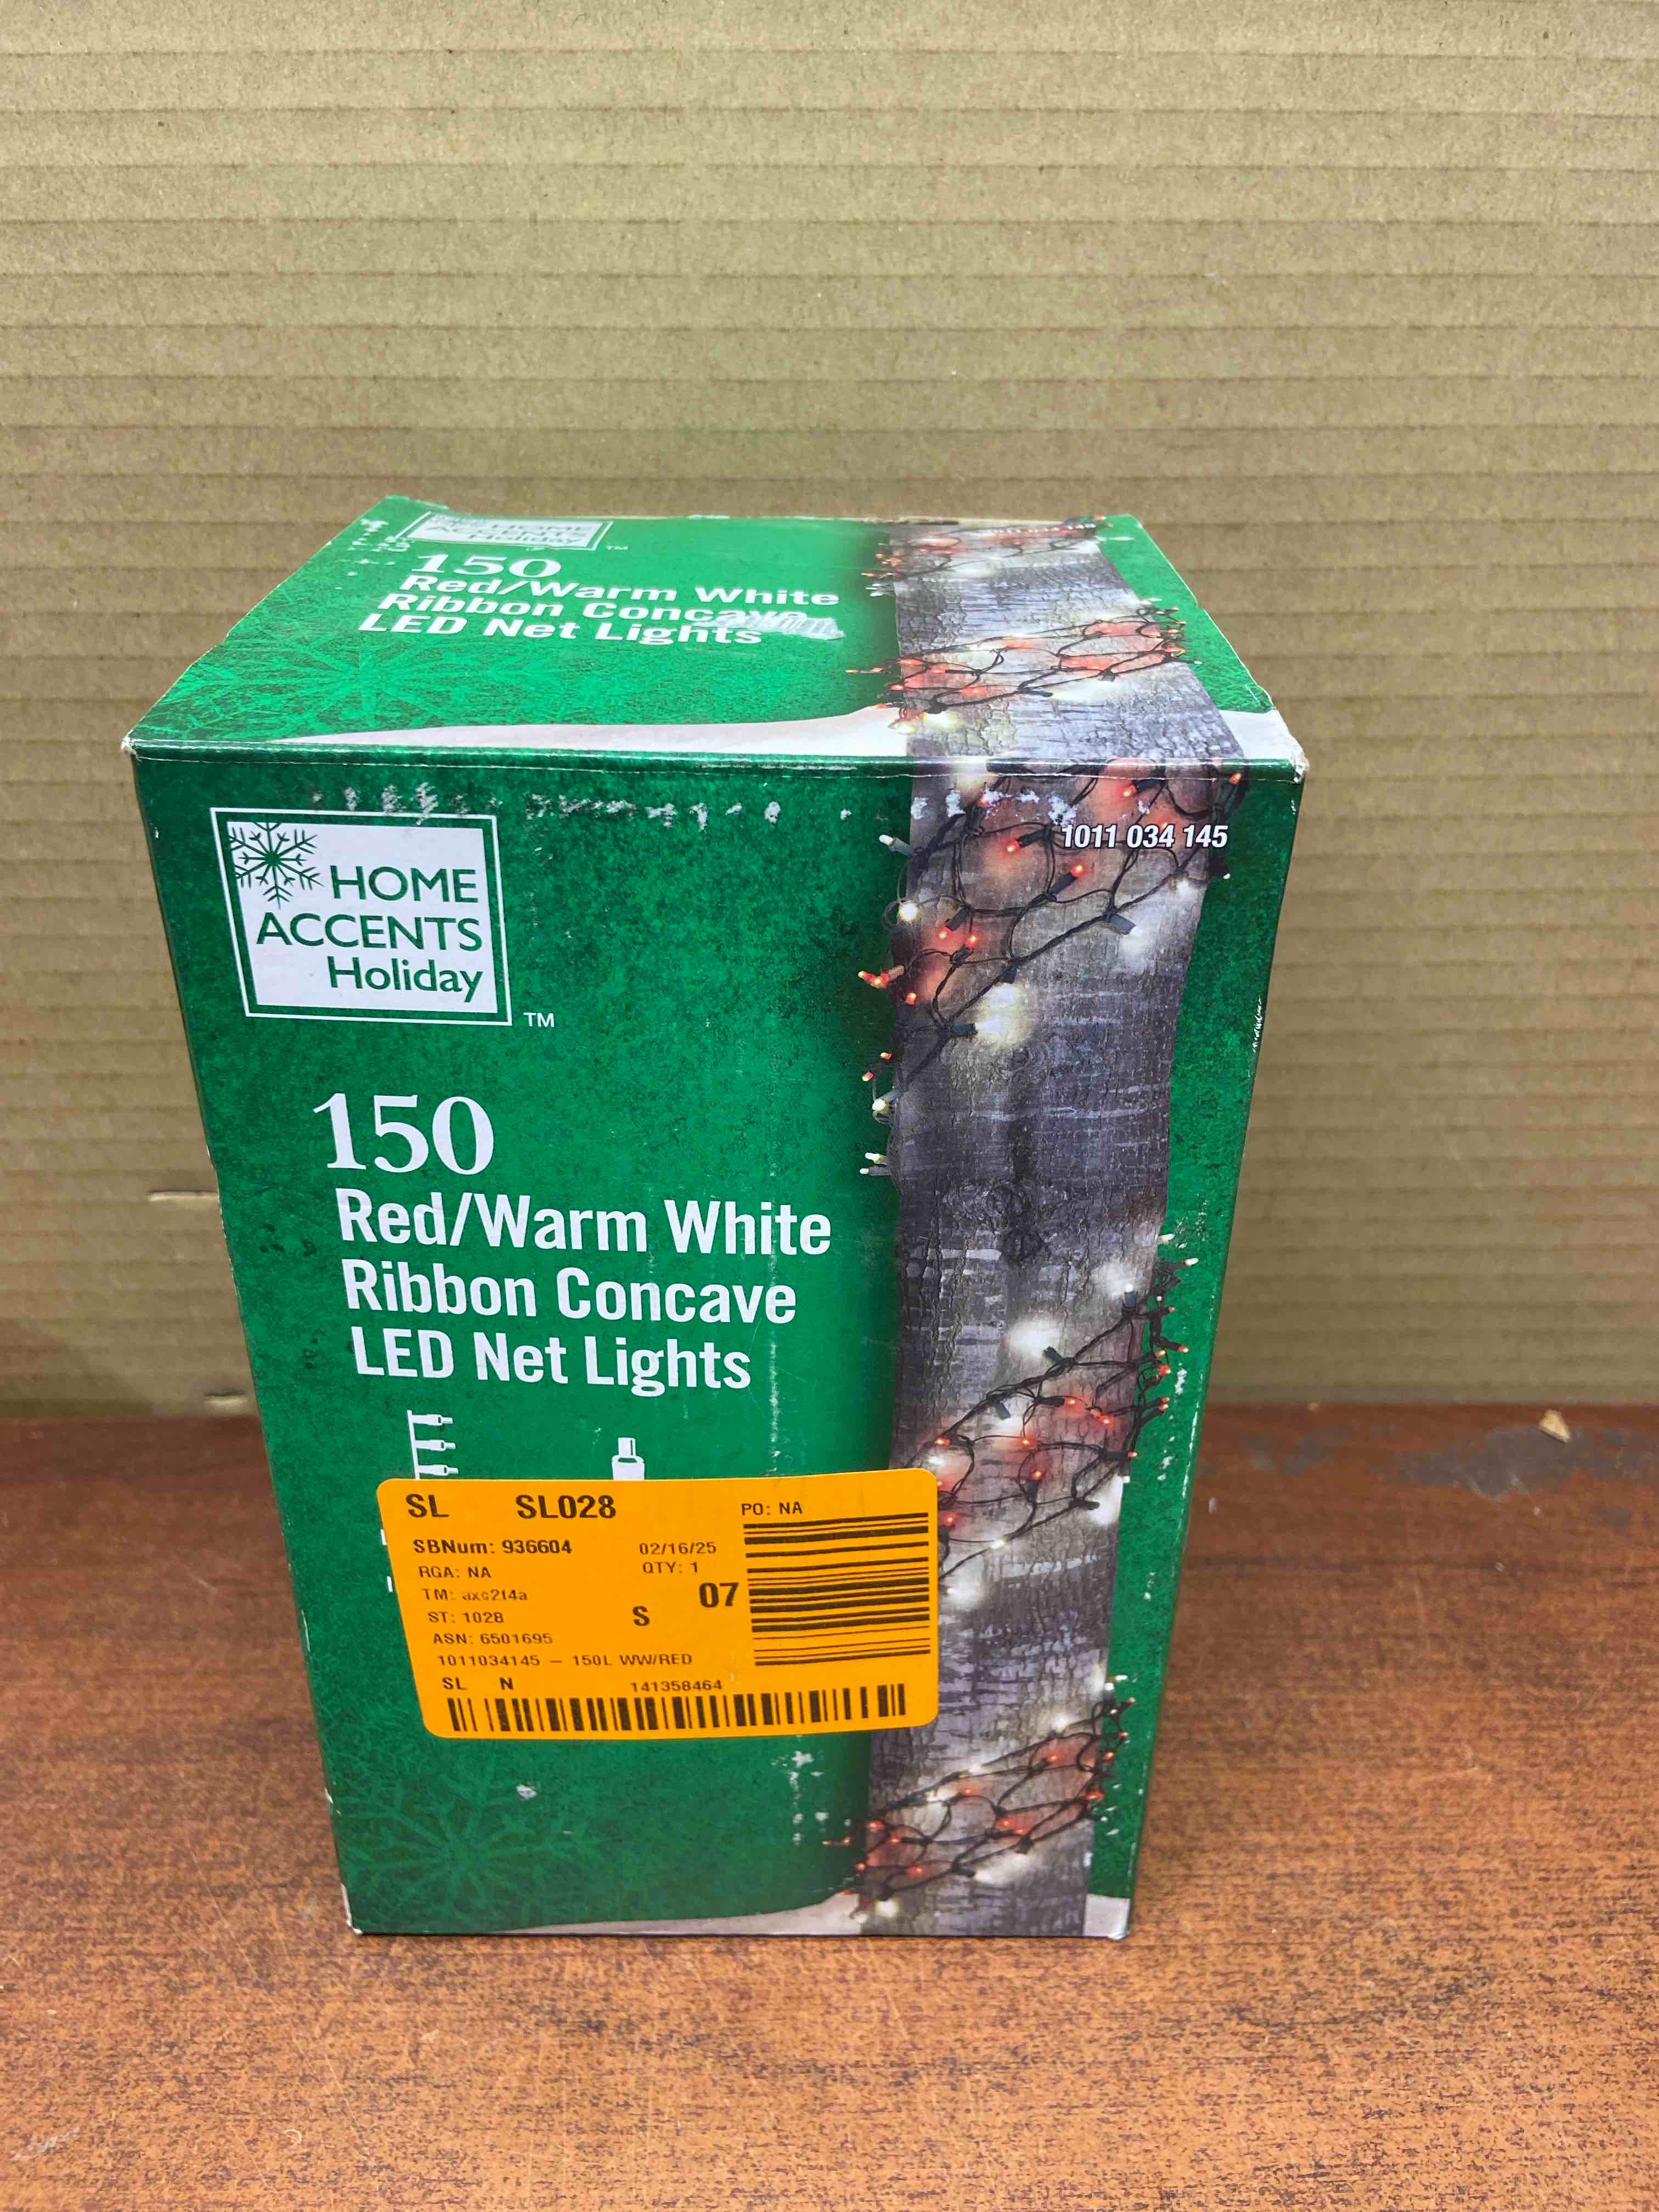 HOME
ACCENTS
Holiday
TM
150
Red/Warm White
Ribbon Concave
LED Net Lights
1011 034 145
HOME
ACCENTS
Holiday
TM
150
Red/Warm White
Ribbon Concave
LED Net Lights
SL SL028 PO: NA
SBNum: 936604 02/16/25
RGA: NA QTY: 1
TM: axc2f4a 07
ST: 1028 S
ASN: 6501695
1011034145 – 150L WW/RED
SL N 141358464